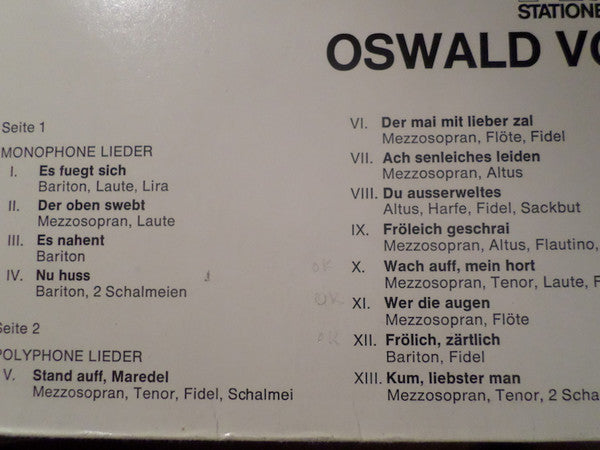 STATIONE
OSWALD VO
Seite 1
MONOPHONE LIEDER
I. Es fuegt sich
Bariton, Laute, Lira
II. Der oben swebt
Mezzosopran, Laute
III. Es nahent
Bariton
IV. Nu huss
Bariton, 2 Schalmeien
Seite 2
POLYPHONE LIEDER
V. Stand auff, Maredel
Mezzosopran, Tenor, Fidel, Schalmei
VI. Der mai mit lieber zal
Mezzosopran, Flöte, Fidel
VII. Ach senleiches leiden
Mezzosopran, Altus
VIII. Du ausserweltes
Altus, Harfe, Fidel, Sackbut
IX. Fröleich geschrai
Mezzosopran, Altus, Flautino,
OK X. Wach auff, mein hort
Mezzosopran, Tenor, Laute, F
OK XI. Wer die augen
Mezzosopran, Flöte
OK XII. Frölich, zärtlich
Bariton, Fidel
XIII. Kum, liebster man
Mezzosopran, Tenor, 2 Scha